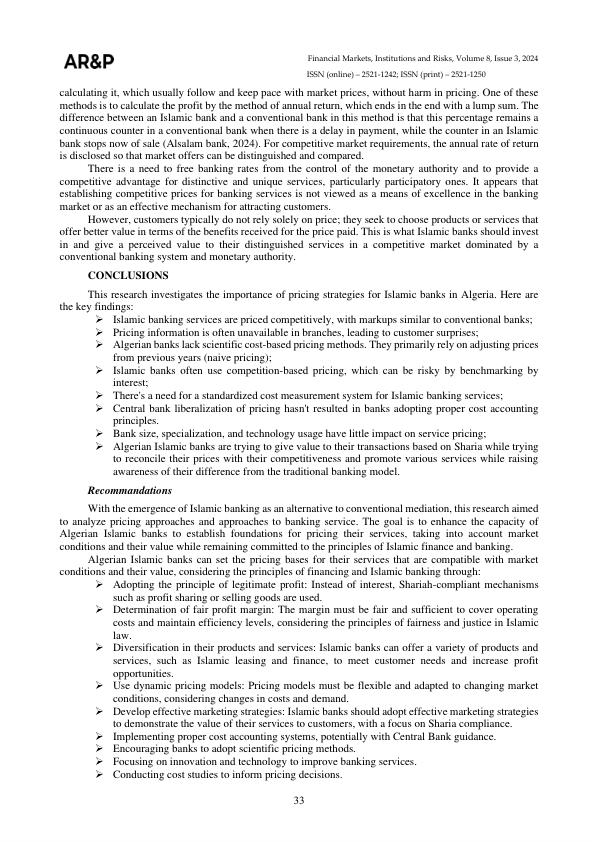 AR&P
Financial Markets, Institutions and Risks, Volume 8, Issue 3, 2024
ISSN (online) – 2521-1242; ISSN (print) – 2521-1250
calculating it, which usually follow and keep pace with market prices, without harm in pricing. One of these
methods is to calculate the profit by the method of annual return, which ends in the end with a lump sum. The
difference between an Islamic bank and a conventional bank in this method is that this percentage remains a
continuous counter in a conventional bank when there is a delay in payment, while the counter in an Islamic
bank stops now of sale (Alsalam bank, 2024). For competitive market requirements, the annual rate of return
is disclosed so that market offers can be distinguished and compared.
There is a need to free banking rates from the control of the monetary authority and to provide a
competitive advantage for distinctive and unique services, particularly participatory ones. It appears that
establishing competitive prices for banking services is not viewed as a means of excellence in the banking
market or as an effective mechanism for attracting customers.
However, customers typically do not rely solely on price; they seek to choose products or services that
offer better value in terms of the benefits received for the price paid. This is what Islamic banks should invest
in and give a perceived value to their distinguished services in a competitive market dominated by a
conventional banking system and monetary authority.
CONCLUSIONS
This research investigates the importance of pricing strategies for Islamic banks in Algeria. Here are
the key findings:
➢ Islamic banking services are priced competitively, with markups similar to conventional banks;
➢ Pricing information is often unavailable in branches, leading to customer surprises;
➢ Algerian banks lack scientific cost-based pricing methods. They primarily rely on adjusting prices
from previous years (naive pricing);
➢ Islamic banks often use competition-based pricing, which can be risky by benchmarking by
interest;
➢ There's a need for a standardized cost measurement system for Islamic banking services;
➢ Central bank liberalization of pricing hasn't resulted in banks adopting proper cost accounting
principles.
➢ Bank size, specialization, and technology usage have little impact on service pricing;
➢ Algerian Islamic banks are trying to give value to their transactions based on Sharia while trying
to reconcile their prices with their competitiveness and promote various services while raising
awareness of their difference from the traditional banking model.
Recommandations
With the emergence of Islamic banking as an alternative to conventional mediation, this research aimed
to analyze pricing approaches and approaches to banking service. The goal is to enhance the capacity of
Algerian Islamic banks to establish foundations for pricing their services, taking into account market
conditions and their value while remaining committed to the principles of Islamic finance and banking.
Algerian Islamic banks can set the pricing bases for their services that are compatible with market
conditions and their value, considering the principles of financing and Islamic banking through:
➢ Adopting the principle of legitimate profit: Instead of interest, Shariah-compliant mechanisms
such as profit sharing or selling goods are used.
➢ Determination of fair profit margin: The margin must be fair and sufficient to cover operating
costs and maintain efficiency levels, considering the principles of fairness and justice in Islamic
law.
➢ Diversification in their products and services: Islamic banks can offer a variety of products and
services, such as Islamic leasing and finance, to meet customer needs and increase profit
opportunities.
➢ Use dynamic pricing models: Pricing models must be flexible and adapted to changing market
conditions, considering changes in costs and demand.
➢ Develop effective marketing strategies: Islamic banks should adopt effective marketing strategies
to demonstrate the value of their services to customers, with a focus on Sharia compliance.
➢ Implementing proper cost accounting systems, potentially with Central Bank guidance.
➢ Encouraging banks to adopt scientific pricing methods.
➢ Focusing on innovation and technology to improve banking services.
➢ Conducting cost studies to inform pricing decisions.
33